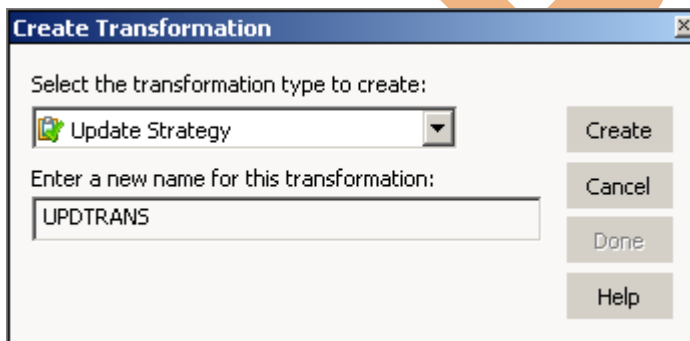 Create Transformation
Select the transformation type to create:
Update Strategy
Create
Enter a new name for this transformation:
Cancel
UPDTRANS
Done
Help